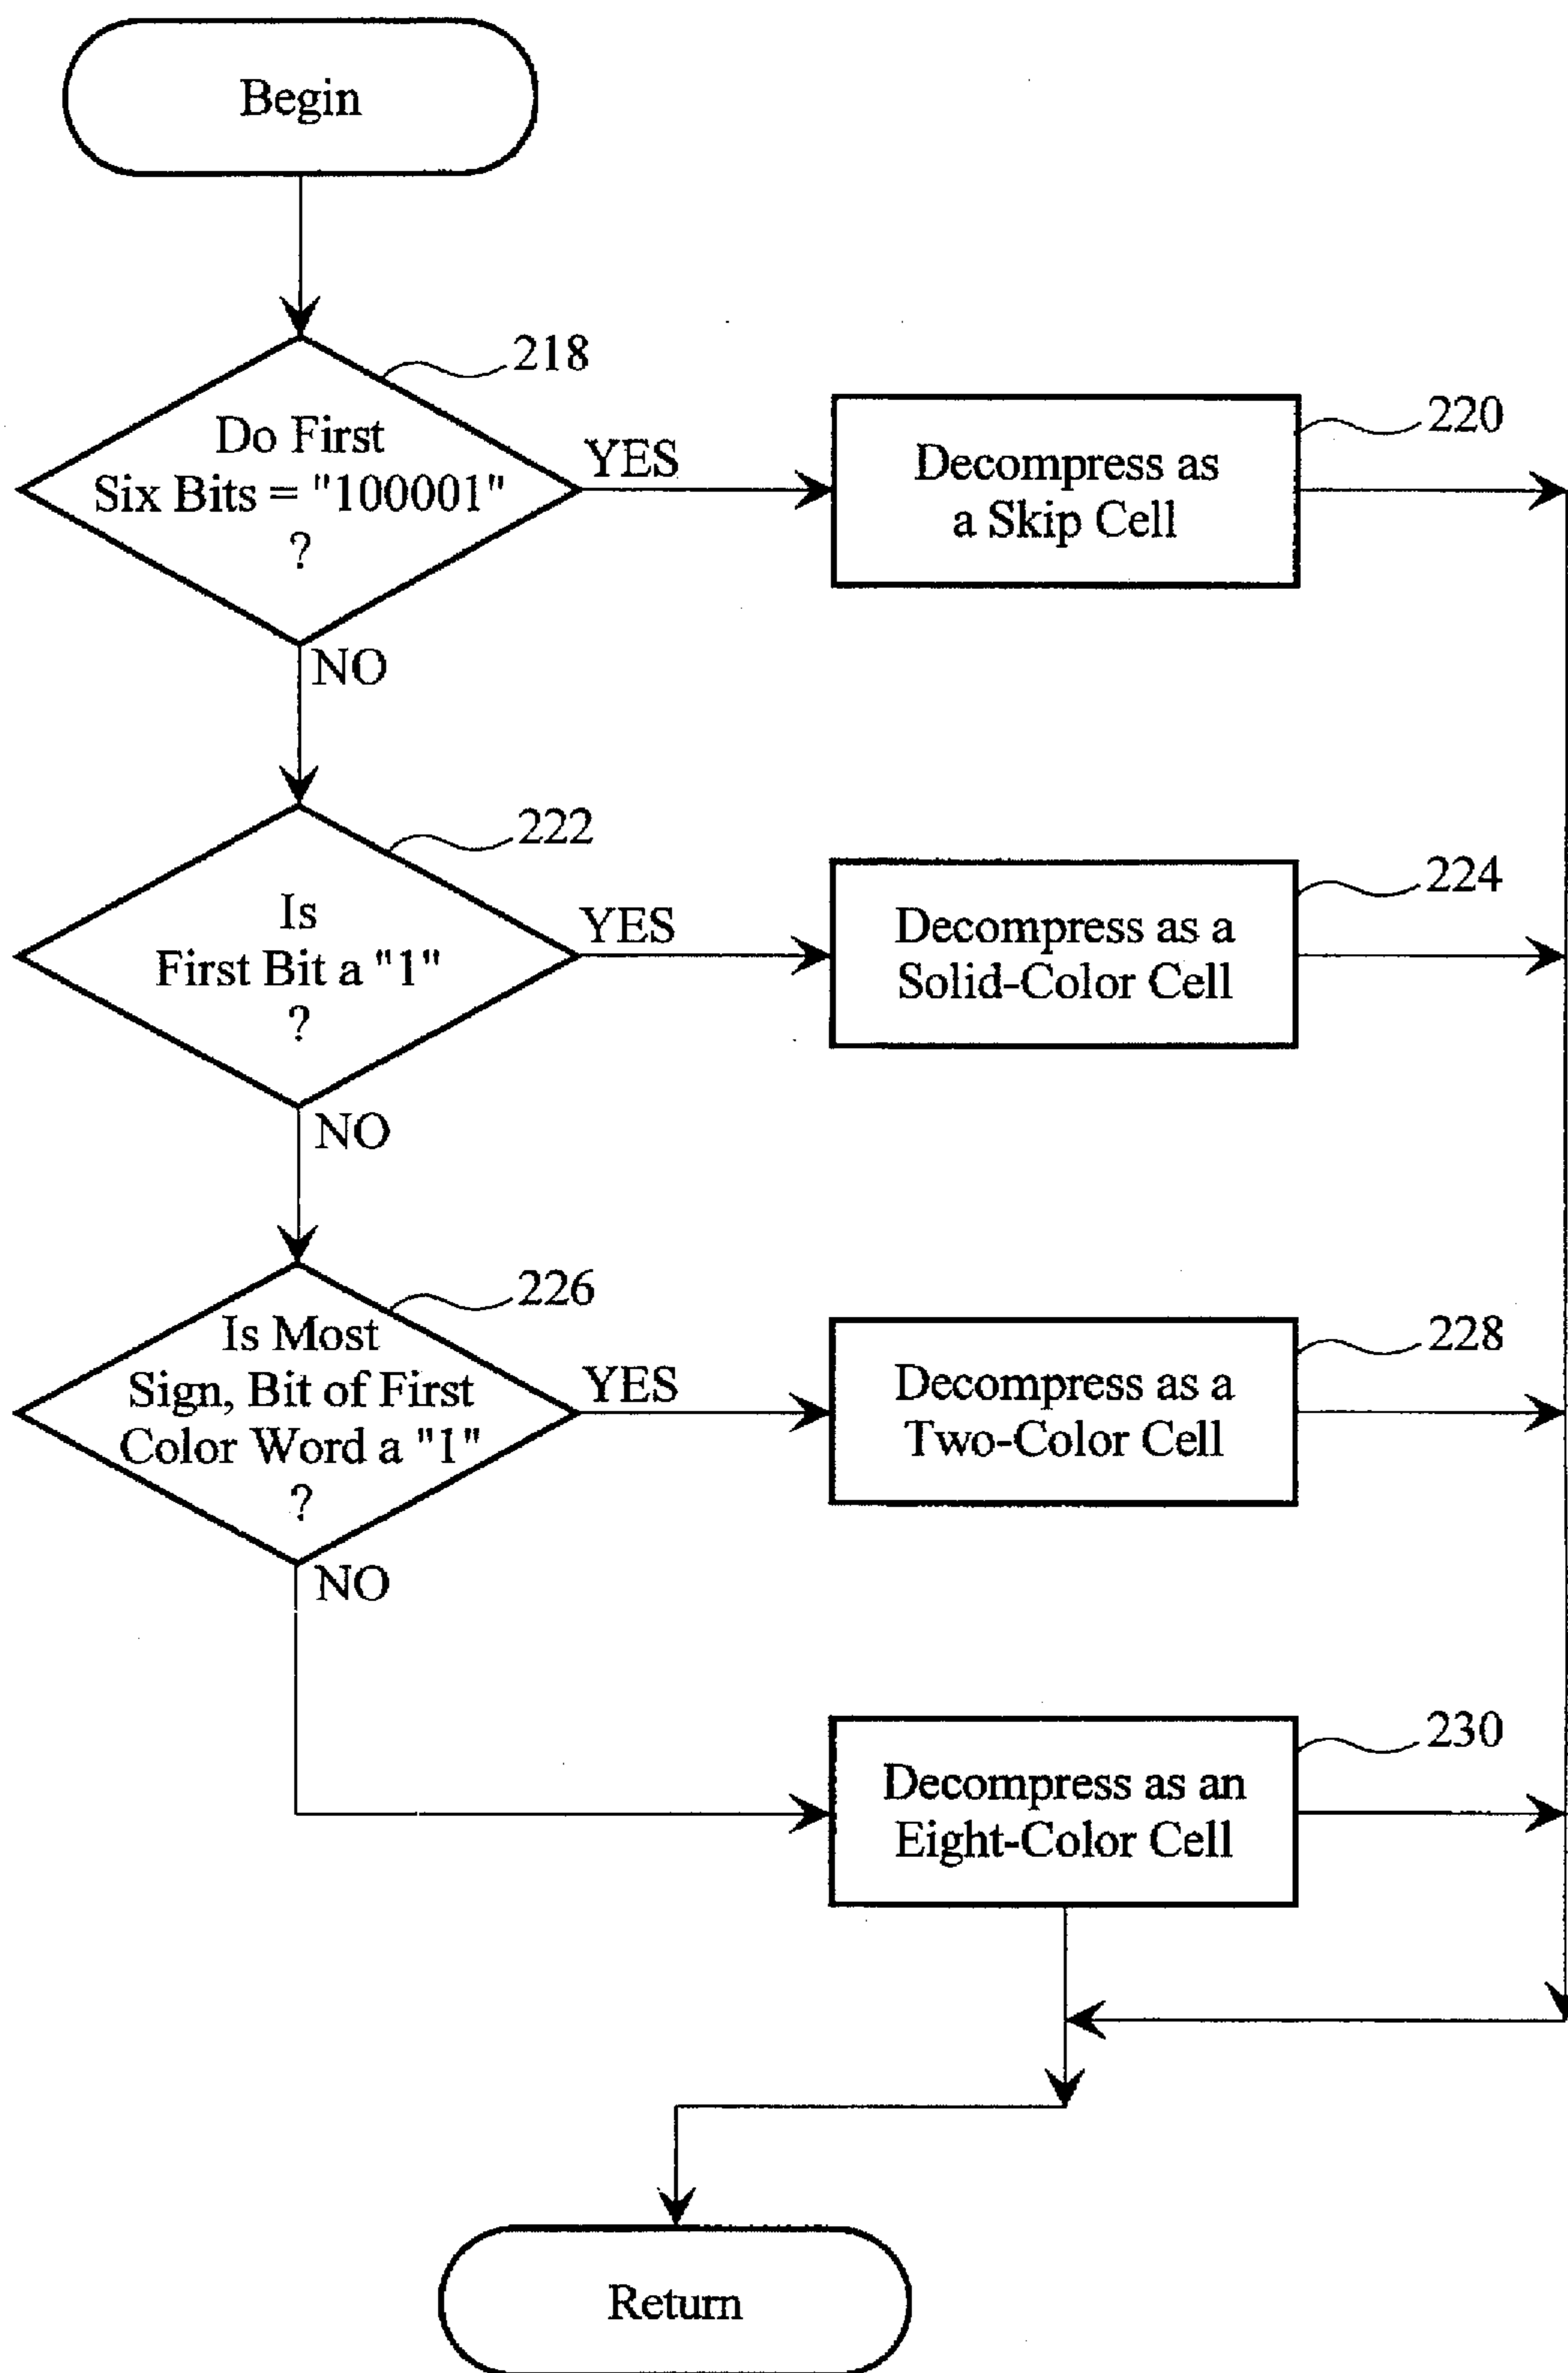 Begin
218
Do First
Six Bits = "100001"
?
YES
220
Decompress as
a Skip Cell
NO
222
Is
First Bit a "1"
?
YES
224
Decompress as a
Solid-Color Cell
NO
226
Is Most
Sign, Bit of First
Color Word a "1"
?
YES
228
Decompress as a
Two-Color Cell
NO
230
Decompress as an
Eight-Color Cell
Return